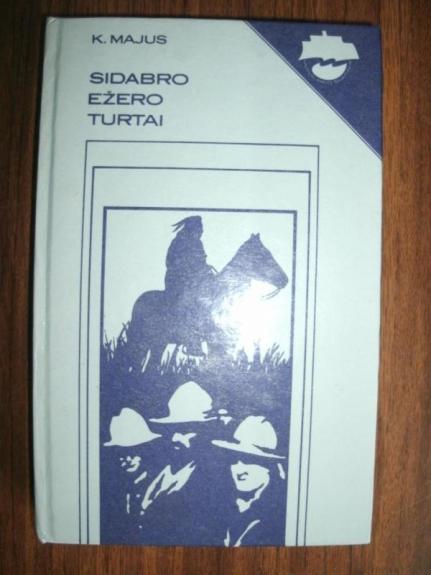 K. MAJUS
SIDABRO
EŽERO
TURTAI